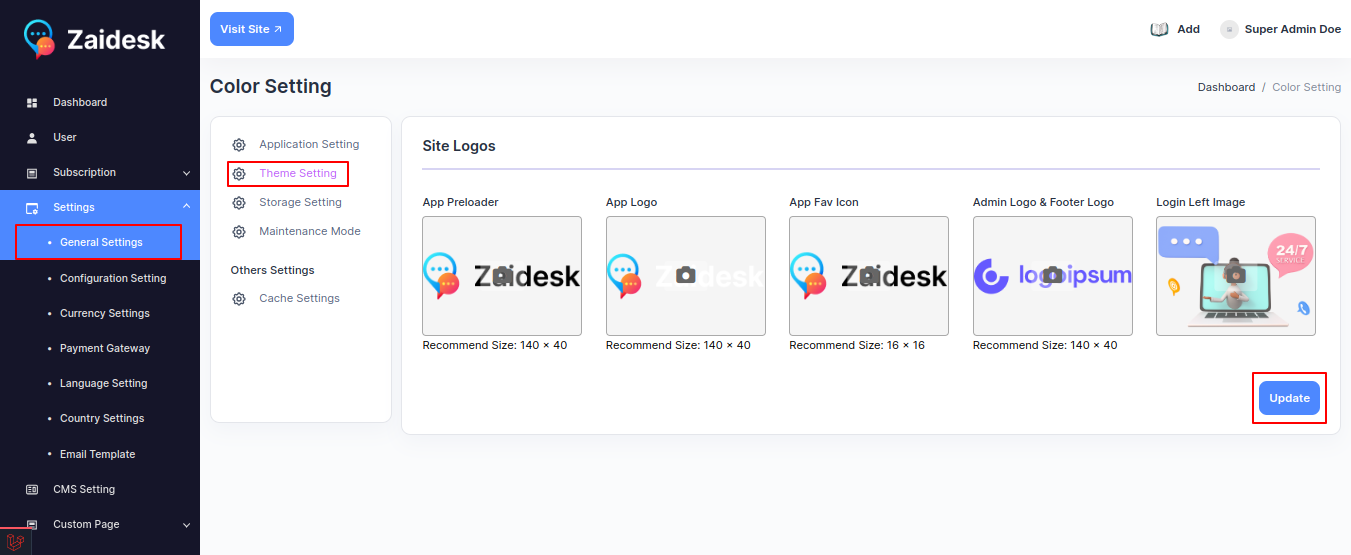 Zaidesk
Dashboard
User
Subscription
Settings
General Settings
Configuration Setting
Currency Settings
Payment Gateway
Language Setting
Country Settings
Email Template
CMS Setting
Custom Page
Visit Site
Add
Super Admin Doe
Color Setting
Dashboard / Color Setting
Application Setting
Theme Setting
Storage Setting
Maintenance Mode
Others Settings
Cache Settings
Site Logos
App Preloader
Zaidesk
Recommend Size: 140 × 40
App Logo
Zaidesk
Recommend Size: 140 × 40
App Fav Icon
Zaidesk
Recommend Size: 16 × 16
Admin Logo & Footer Logo
logoipsum
Recommend Size: 140 × 40
Login Left Image
24/7
SERVICE
Update